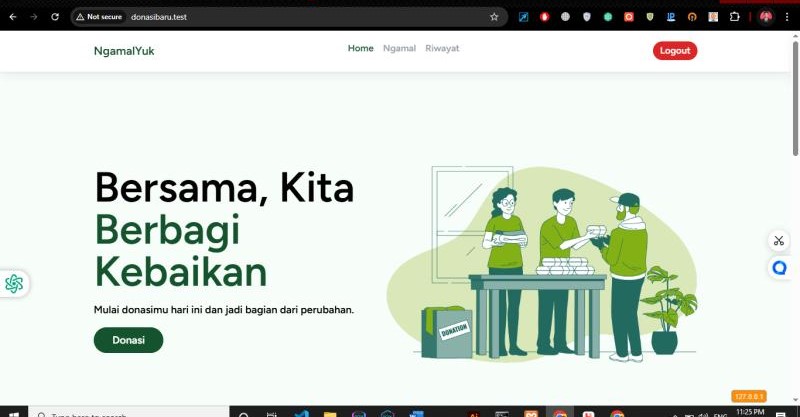 Not secure donasibaru.test
NgamalYuk
Home Ngamal Riwayat
Logout
Bersama, Kita
Berbagi
Kebaikan
Mulai donasimu hari ini dan jadi bagian dari perubahan.
Donasi
DONATION
127.0.0.1
Type here to search
ENG
11:25 PM